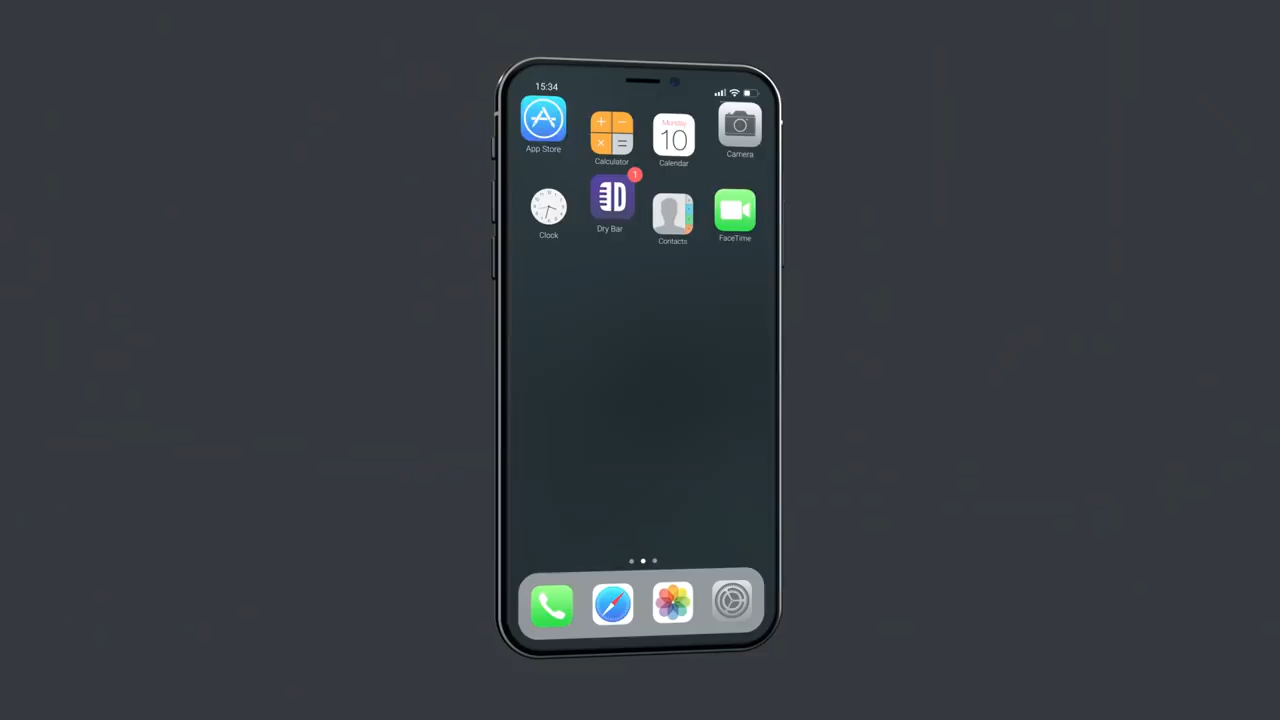 15:34
App Store
Calculator
Monday
10
Calendar
Camera
Clock
1
D
Dry Bar
Contacts
FaceTime